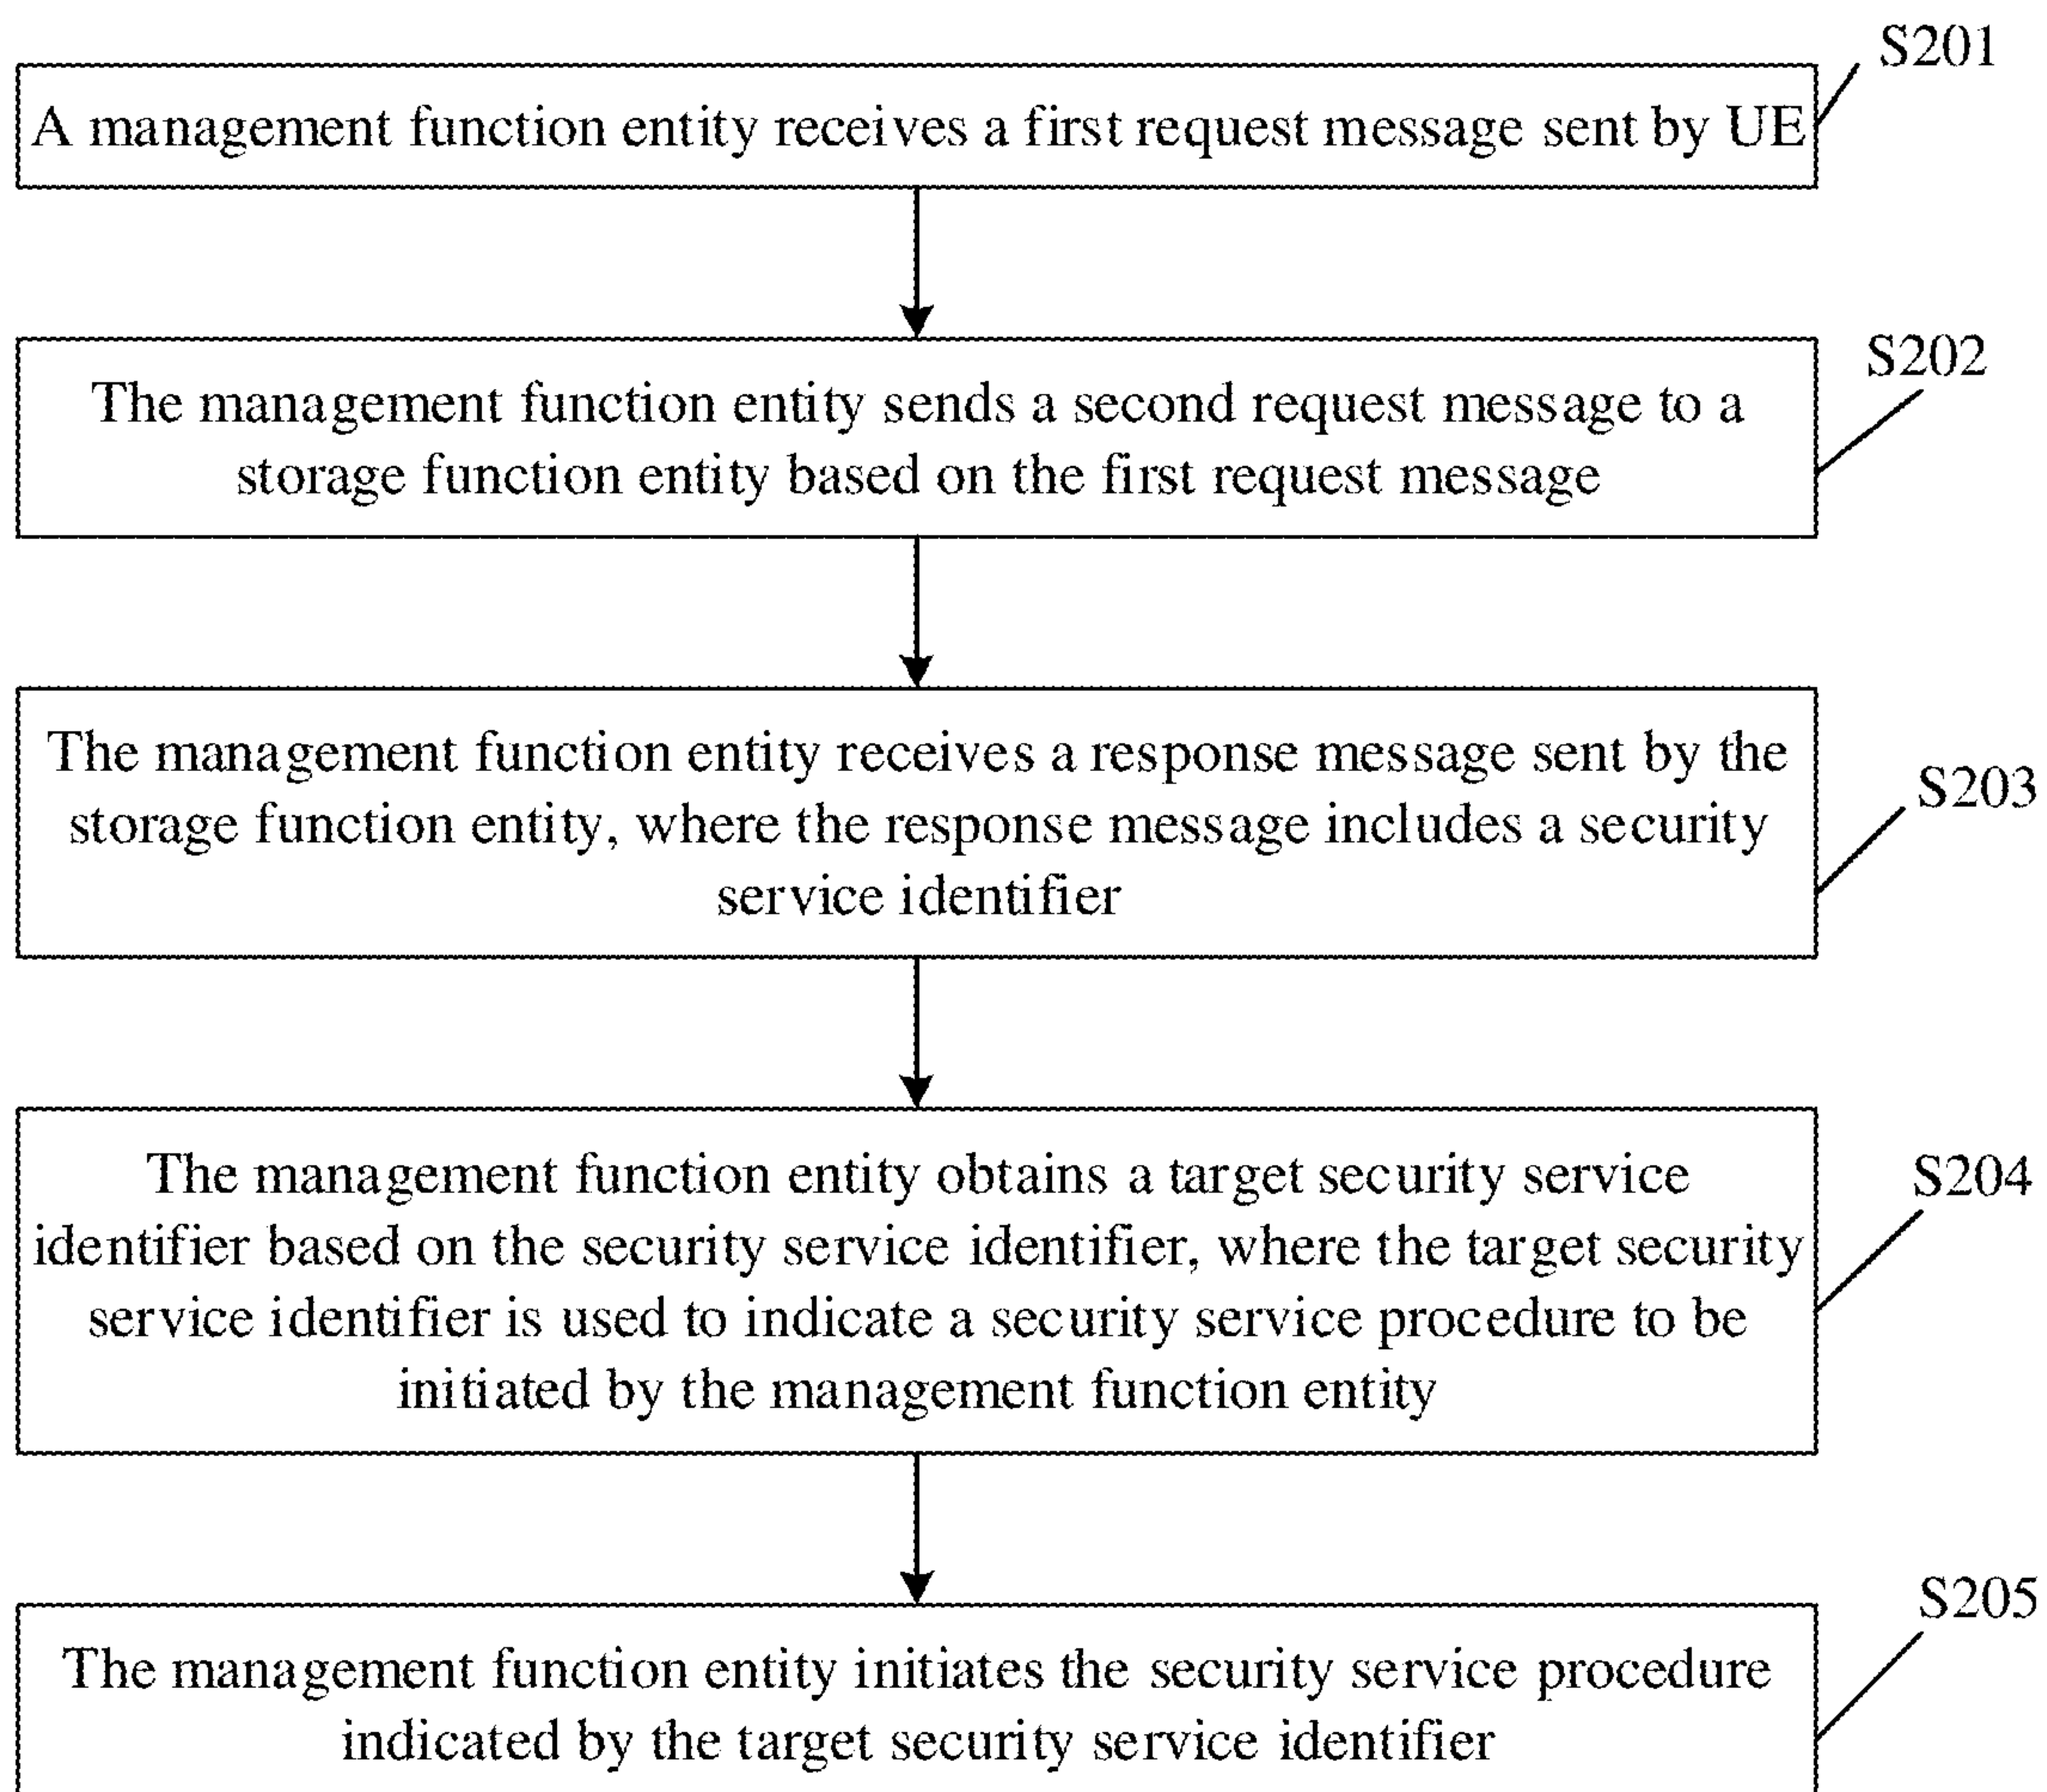 S201
A management function entity receives a first request message sent by UE
S202
The management function entity sends a second request message to a
storage function entity based on the first request message
The management function entity receives a response message sent by the
S203
storage function entity, where the response message includes a security
service identifier
The management function entity obtains a target security service
S204
identifier based on the security service identifier, where the target security
service identifier is used to indicate a security service procedure to be
initiated by the management function entity
S205
The management function entity initiates the security service procedure
indicated by the target security service identifier